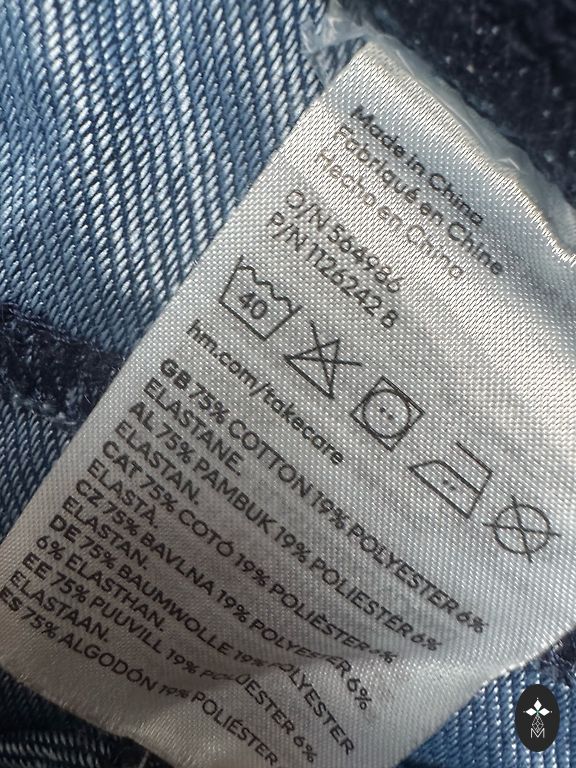 Made in China
Fabriqué en Chine
Hecho en China
O/N 564986
P/N 1126242 8
40
hm.com/takecare
GB 75% COTTON 19% POLYESTER 6%
ELASTANE.
AL 75% PAMBUK 19% POLIESTER 6%
ELASTAN.
CAT 75% COTÓ 19% POLIÈSTER 6%
ELASTÀ.
CZ 75% BAVLNA 19% POLYESTER 6%
ELASTAN.
DE 75% BAUMWOLLE 19% POLYESTER
6% ELASTHAN.
EE 75% PUUVILL 19% POLÜESTER 6%
ELASTAAN.
ES 75% ALGODÓN 19% POLIÉSTER